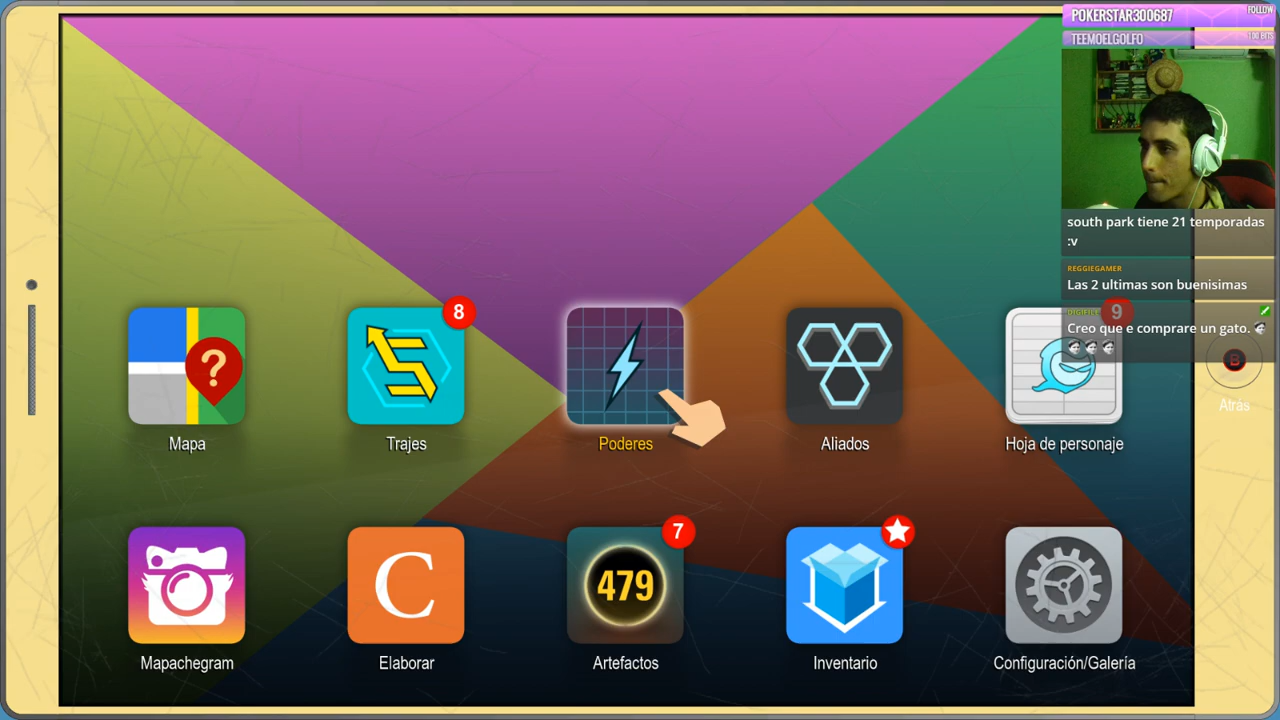 POKERSTAR300687
FOLLOW
TEEMOELGOLFO
100 BITS
south park tiene 21 temporadas
:v
REGGIEGAMER
Las 2 ultimas son buenisimas
Creo que e comprare un gato.
B
Atrás
8
9
?
Mapa
Trajes
Poderes
Aliados
Hoja de personaje
7
C
479
Mapachegram
Elaborar
Artefactos
Inventario
Configuración/Galería